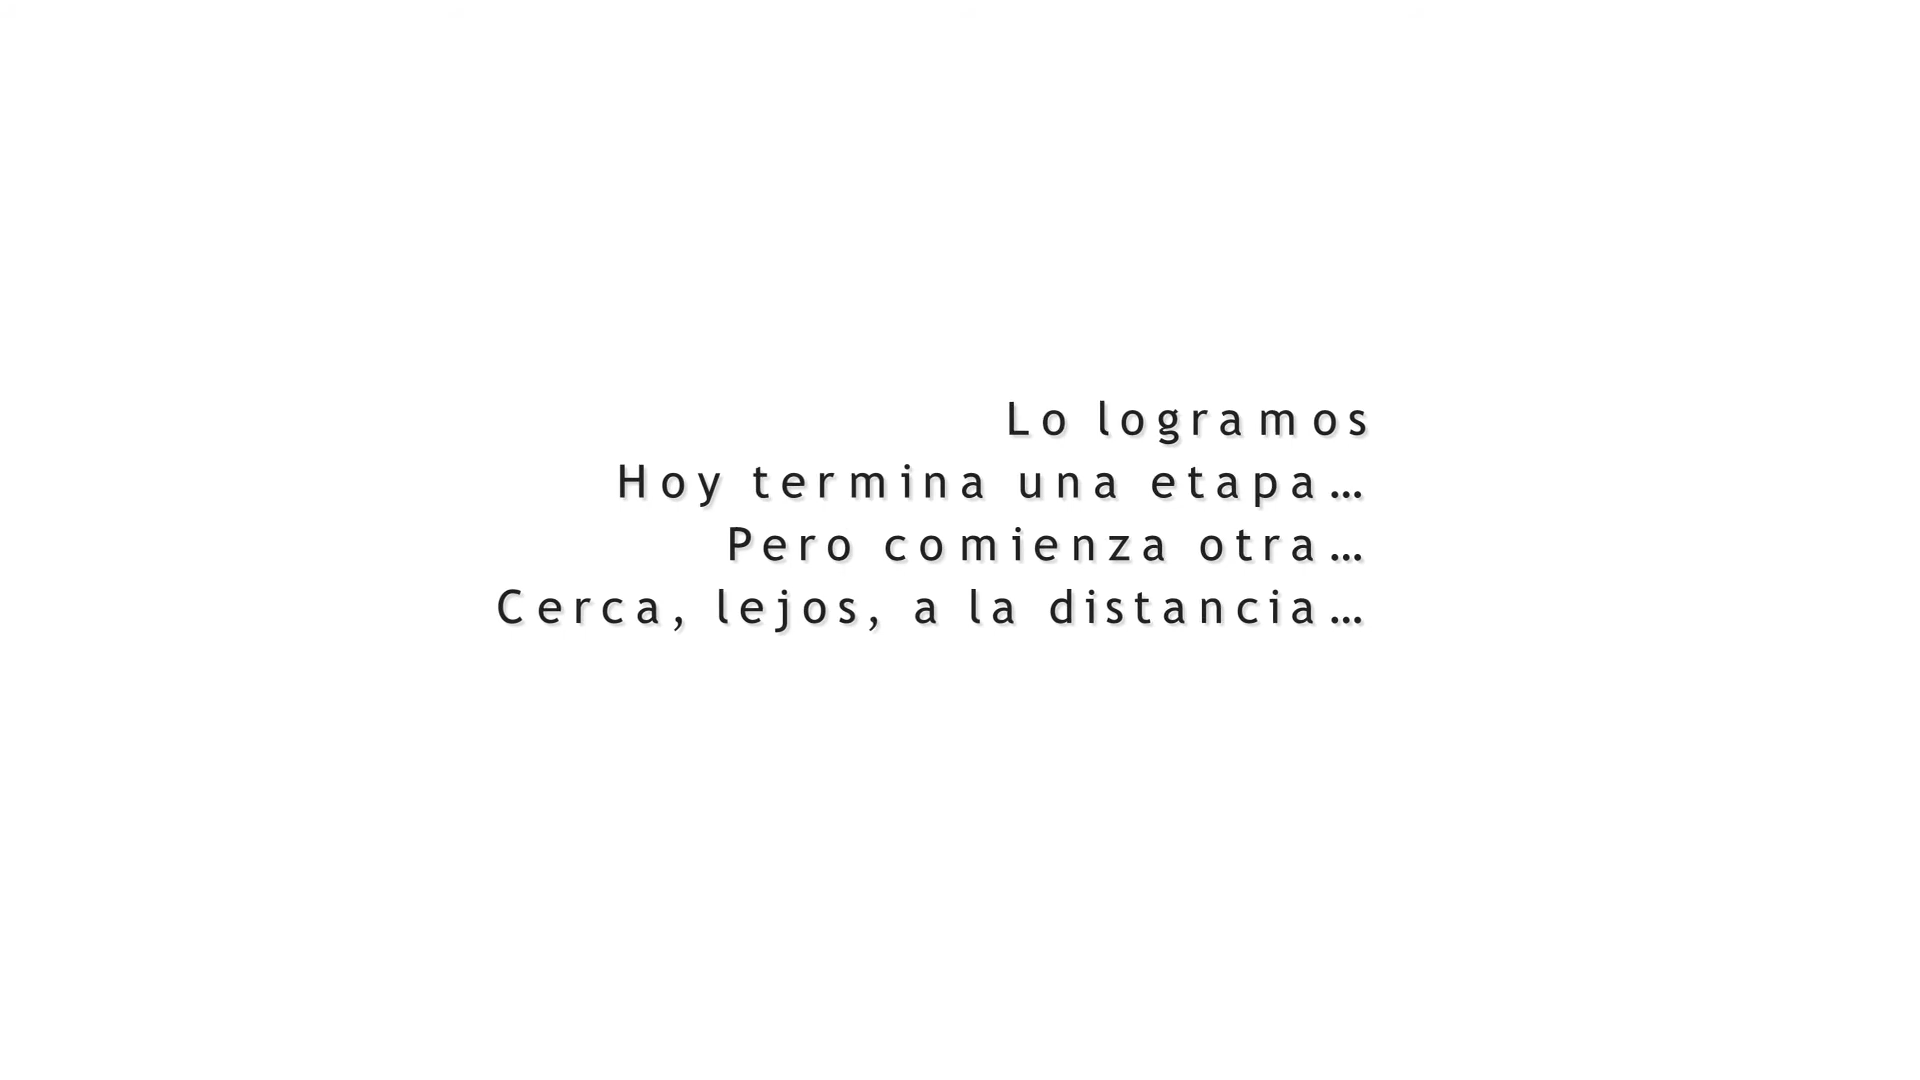 Lo logramos
Hoy termina una etapa…
Pero comienza otra…
Cerca, lejos, a la distancia…